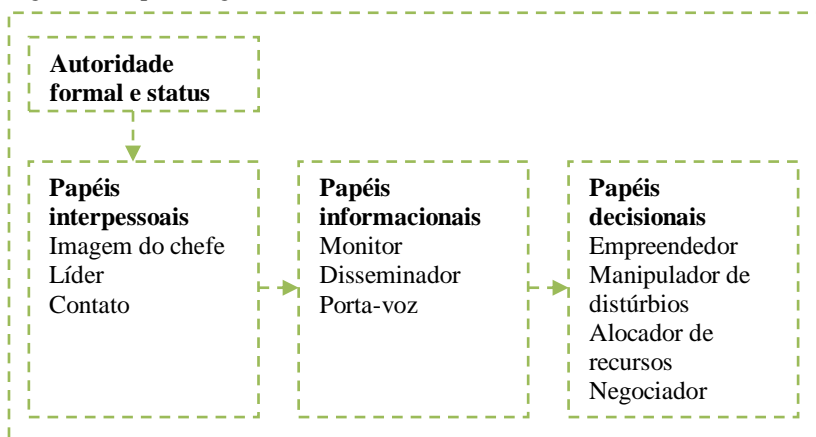 Autoridade
formal e status
Papéis
interpessoais
Imagem do chefe
Líder
Contato
Papéis
informacionais
Monitor
Disseminador
Porta-voz
Papéis
decisionais
Empreendedor
Manipulador de
distúrbios
Alocador de
recursos
Negociador